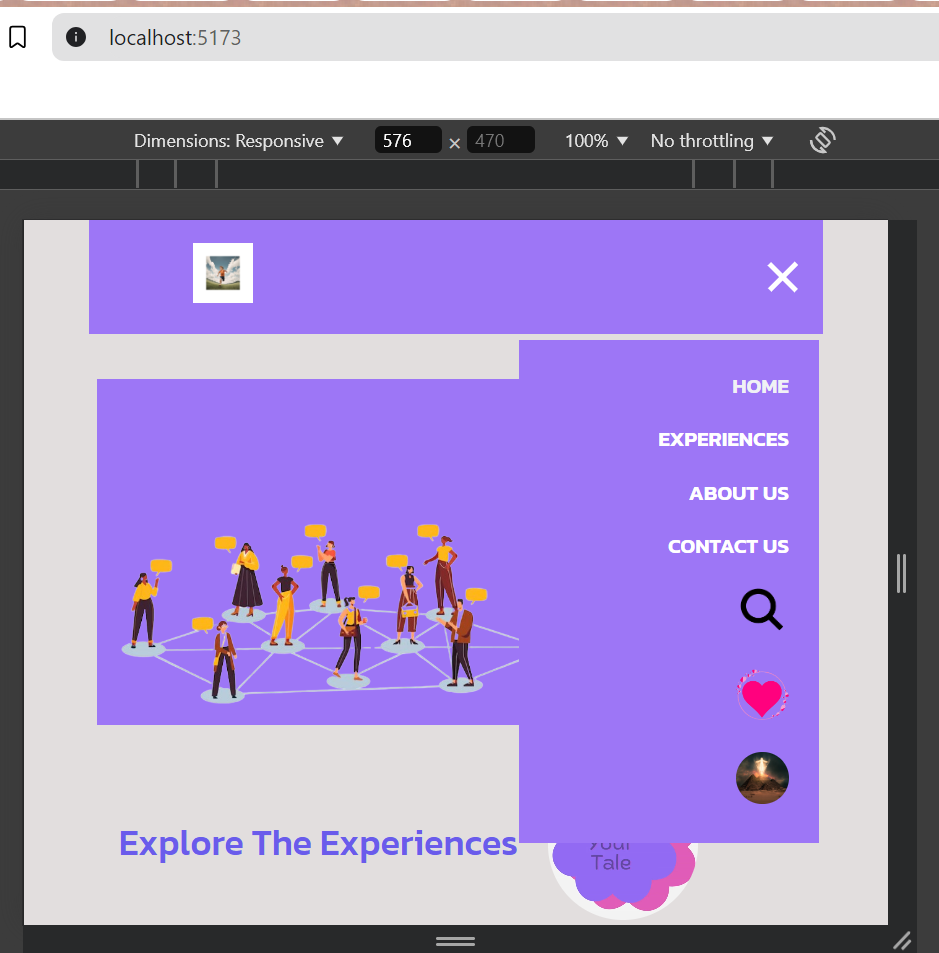 localhost:5173
Dimensions: Responsive ▼ 576 × 470 100% ▼ No throttling ▼
HOME
EXPERIENCES
ABOUT US
CONTACT US
Explore The Experiences
Your
Tale